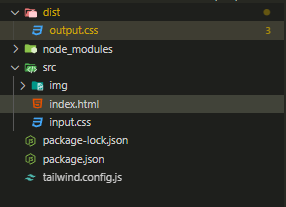 dist
output.css 3
node_modules
src
img
index.html
input.css
package-lock.json
package.json
tailwind.config.js